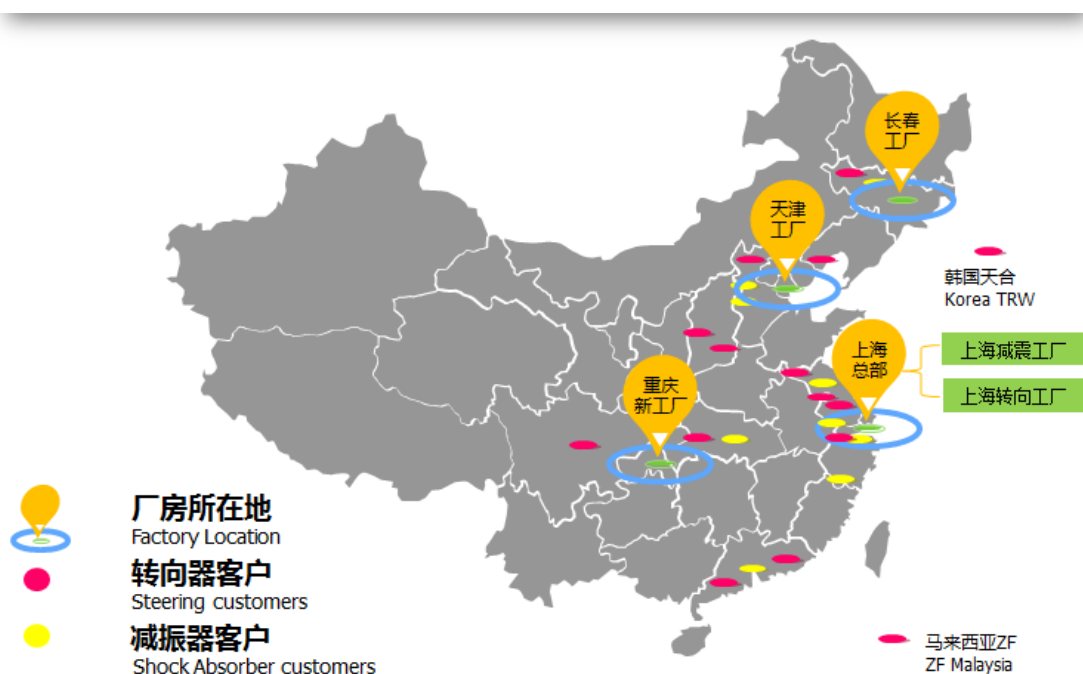 长春
工厂
天津
工厂
韩国天合
Korea TRW
上海
总部
上海减震工厂
上海转向工厂
重庆
新工厂
厂房所在地
Factory Location
转向器客户
Steering customers
减振器客户
Shock Absorber customers
马来西亚ZF
ZF Malaysia